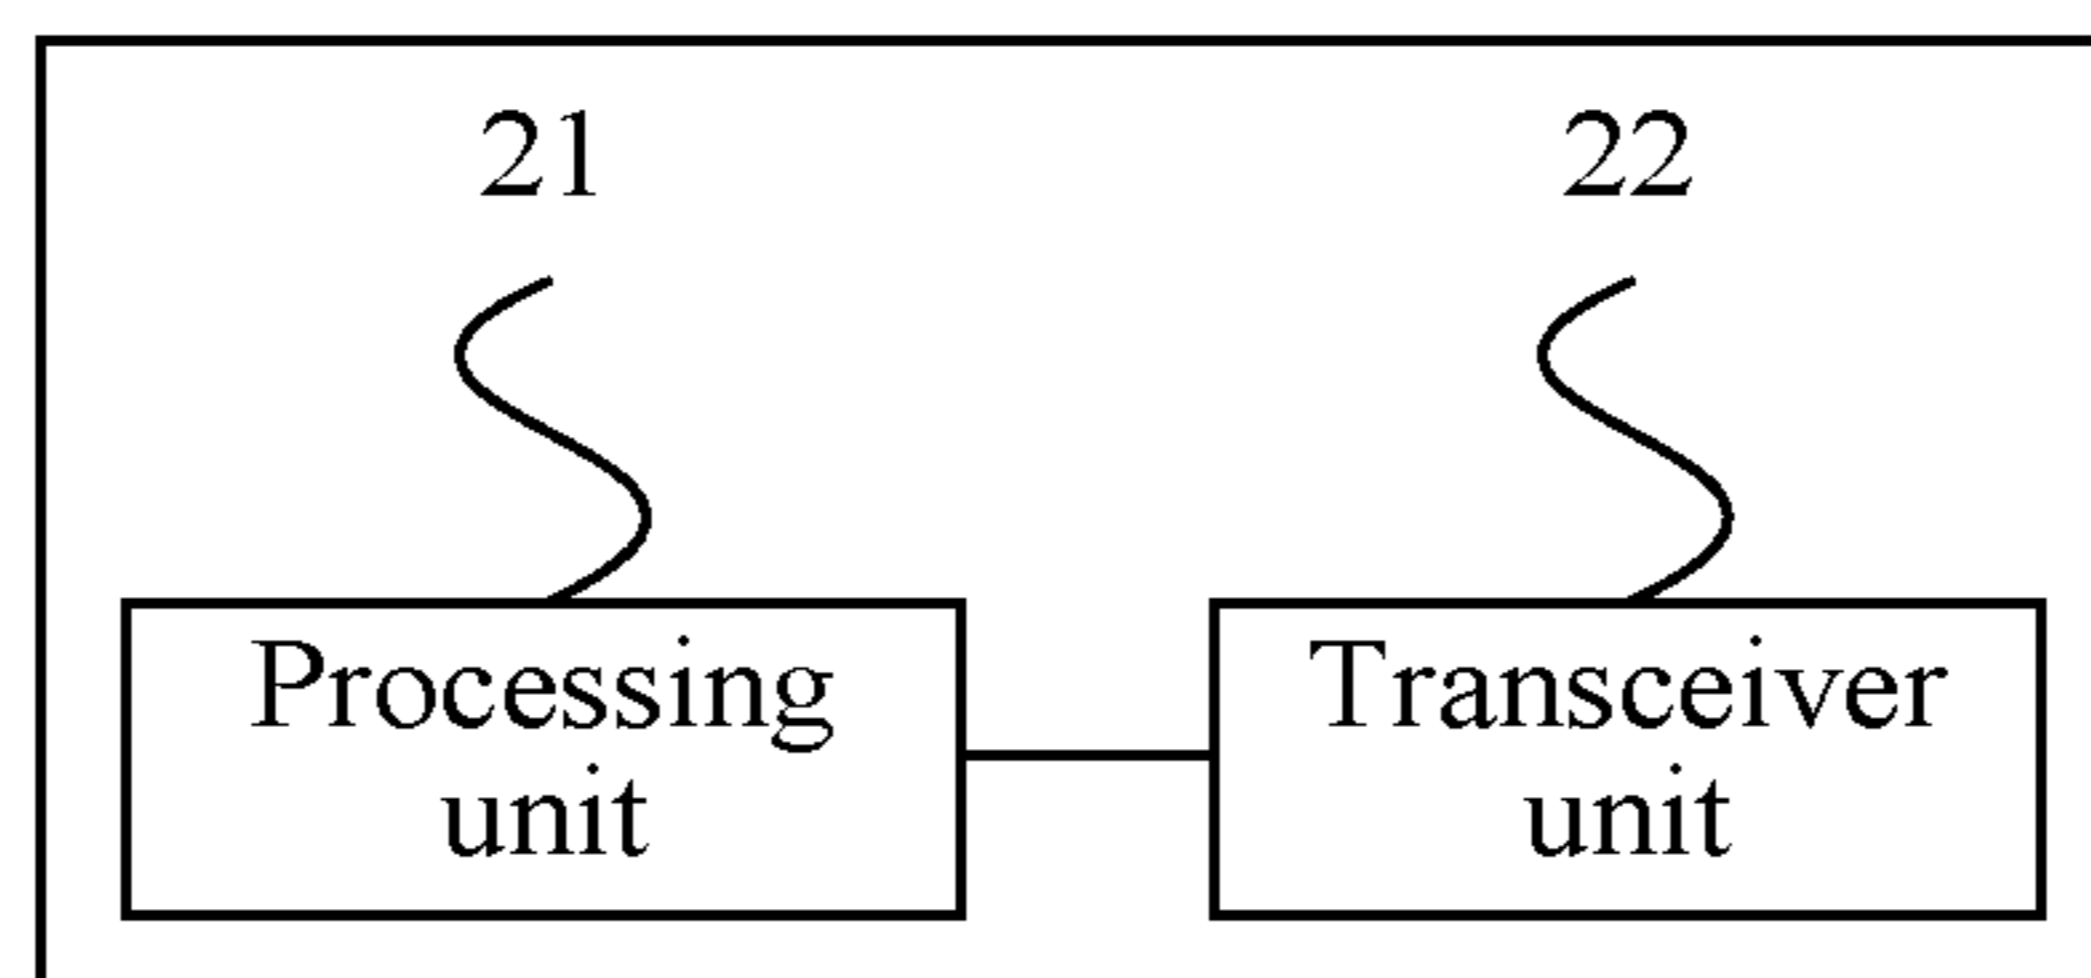 21
22
Processing
unit
Transceiver
unit